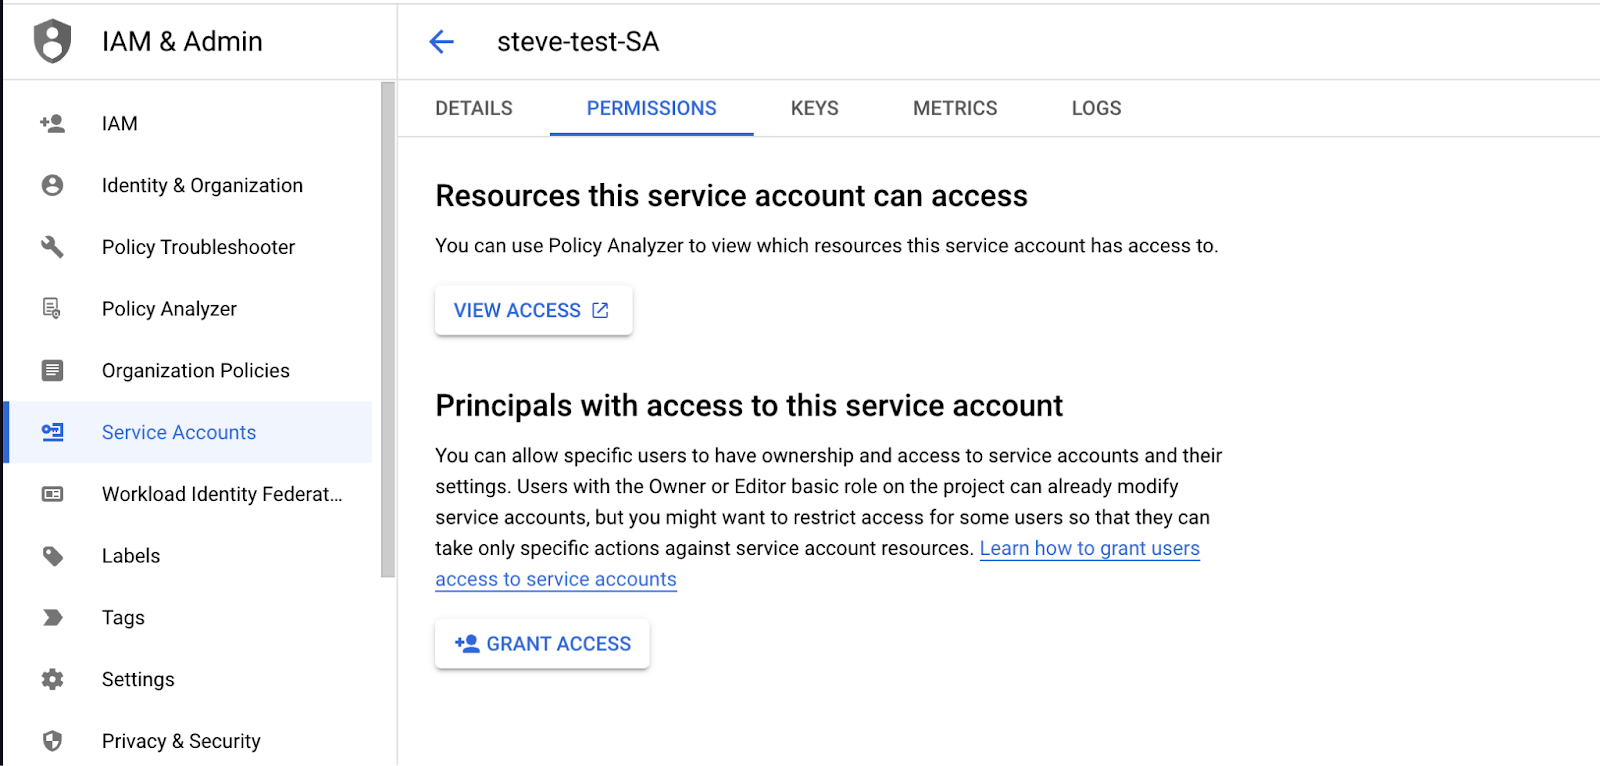 IAM & Admin
steve-test-SA
IAM
Identity & Organization
Policy Troubleshooter
Policy Analyzer
Organization Policies
Service Accounts
Workload Identity Federat...
Labels
Tags
Settings
Privacy & Security
DETAILS PERMISSIONS KEYS METRICS LOGS
Resources this service account can access
You can use Policy Analyzer to view which resources this service account has access to.
VIEW ACCESS
Principals with access to this service account
You can allow specific users to have ownership and access to service accounts and their
settings. Users with the Owner or Editor basic role on the project can already modify
service accounts, but you might want to restrict access for some users so that they can
take only specific actions against service account resources. Learn how to grant users
access to service accounts
GRANT ACCESS